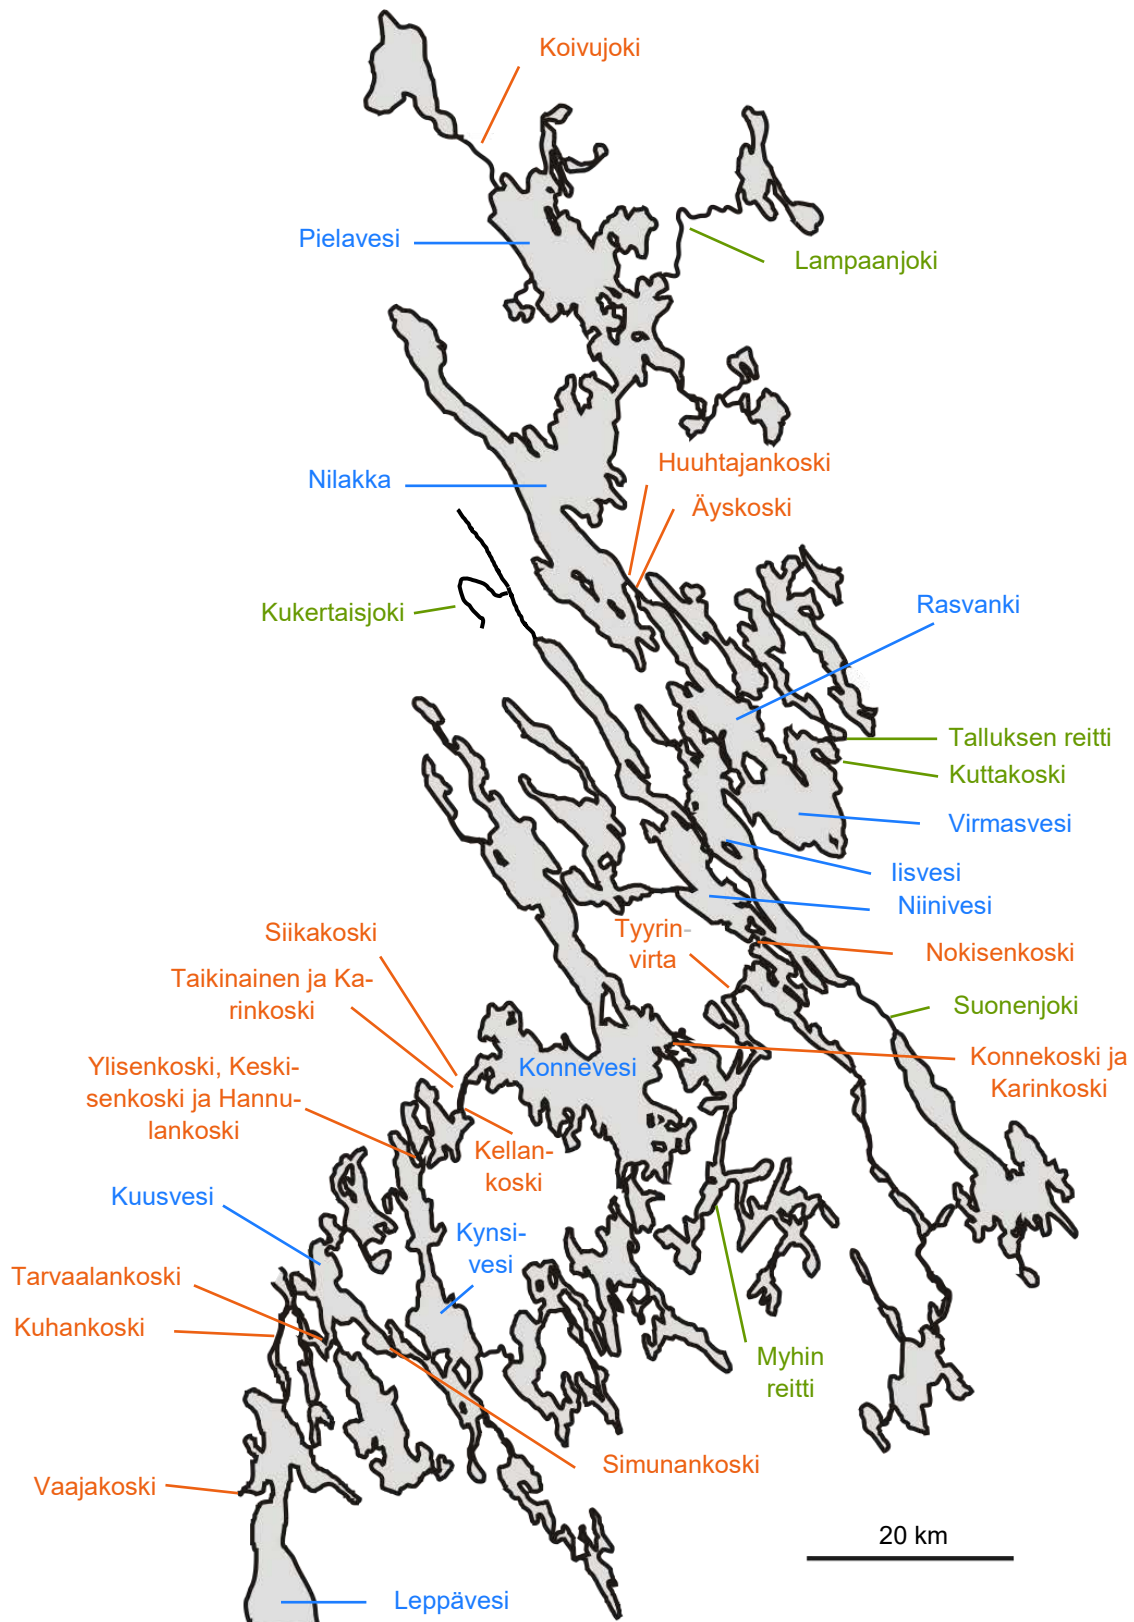 Koivujoki
Pielavesi
Lampaanjoki
Huuhtajankoski
Nilakka
Äyskoski
Kukertaisjoki
Rasvanki
Talluksen reitti
Kuttakoski
Virmasvesi
Iisvesi
Niinivesi
Tyyrin-
virta
Siikakoski
Nokisenkoski
Taikinainen ja Ka-
rinkoski
Suonenjoki
Konnekoski ja
Karinkoski
Ylisenkoski, Keski-
senkoski ja Hannu-
lankoski
Konnevesi
Kellan-
koski
Kuusvesi
Kynsi-
vesi
Tarvaalankoski
Kuhankoski
Myhin
reitti
Simunankoski
Vaajakoski
20 km
Leppävesi